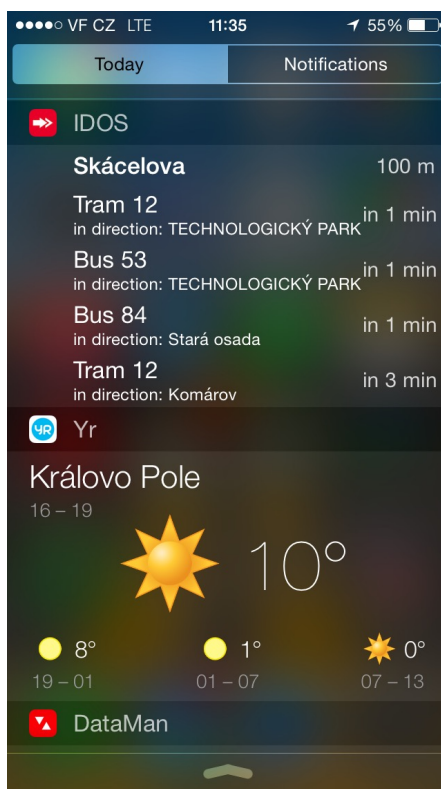 VF CZ LTE 11:35 55%
Today Notifications
IDOS
Skácelova 100 m
Tram 12 in 1 min
in direction: TECHNOLOGICKÝ PARK
Bus 53 in 1 min
in direction: TECHNOLOGICKÝ PARK
Bus 84 in 1 min
in direction: Stará osada
Tram 12 in 3 min
in direction: Komárov
YR Yr
Královo Pole
16 – 19
10°
8° 1° 0°
19 – 01 01 – 07 07 – 13
DataMan